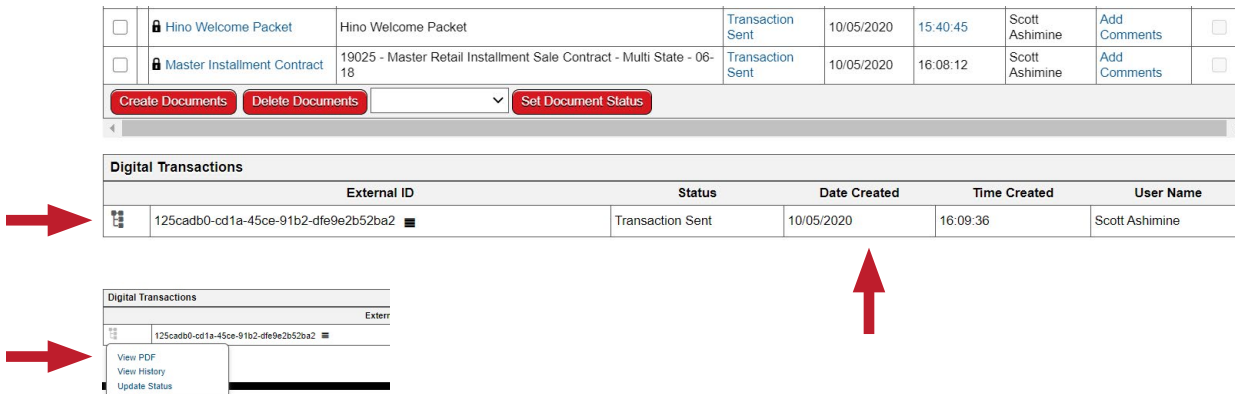 Hino Welcome Packet Hino Welcome Packet Transaction Sent 10/05/2020 15:40:45 Scott Ashimine Add Comments
Master Installment Contract 19025 - Master Retail Installment Sale Contract - Multi State - 06-18 Transaction Sent 10/05/2020 16:08:12 Scott Ashimine Add Comments
Create Documents Delete Documents Set Document Status
Digital Transactions
External ID Status Date Created Time Created User Name
125cadb0-cd1a-45ce-91b2-dfe9e2b52ba2 Transaction Sent 10/05/2020 16:09:36 Scott Ashimine
Digital Transactions
Extern
125cadb0-cd1a-45ce-91b2-dfe9e2b52ba2
View PDF
View History
Update Status